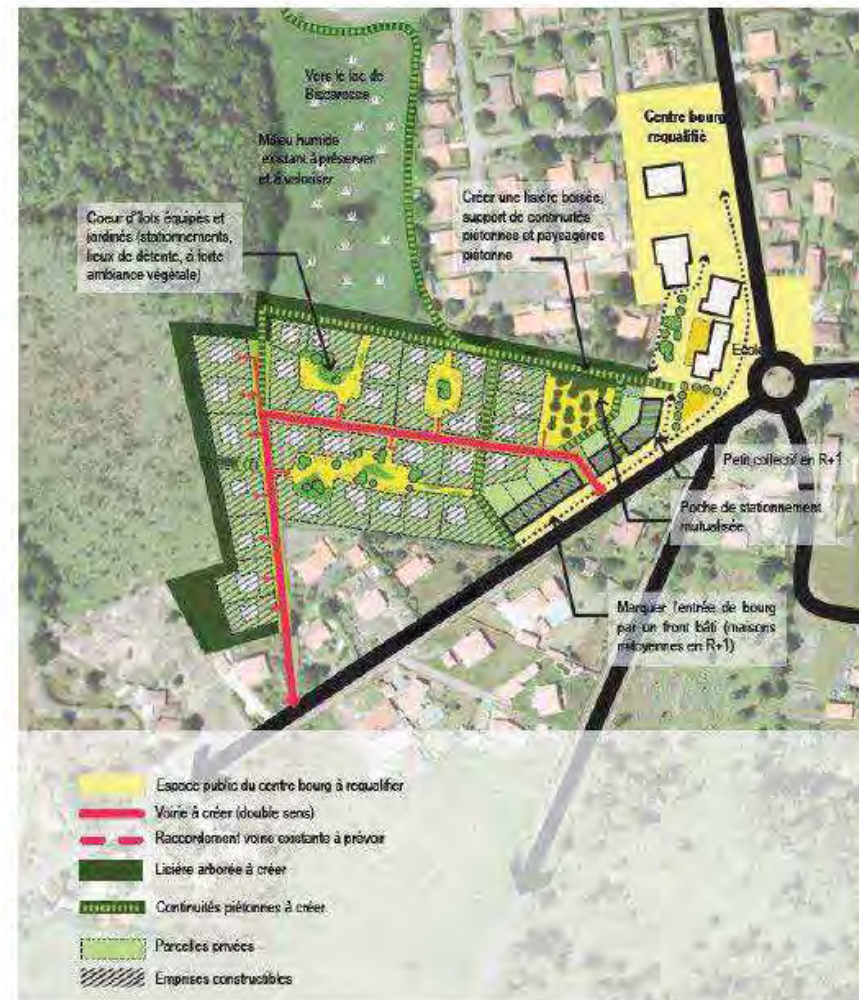 Vers le lac de
Biscarosse
Milieu humide
existant à préserver
et à valoriser
Centre bourg
requalifié
Coeur d'îlots équipés et
jardinés (stationnements,
lieux de détente, à forte
ambiance végétale)
Créer une lisière boisée,
support de continuités
piétonnes et paysagères
piétonne
Ecole
Petit collectif en R+1
Poche de stationnement
mutualisée
Marquer l'entrée de bourg
par un front bâti (maisons
mitoyennes en R+1)
Espace public du centre bourg à requalifier
Voirie à créer (double sens)
Raccordement voirie existante à prévoir
Lisière arborée à créer
Continuités piétonnes à créer
Parcelles privées
Emprises constructibles